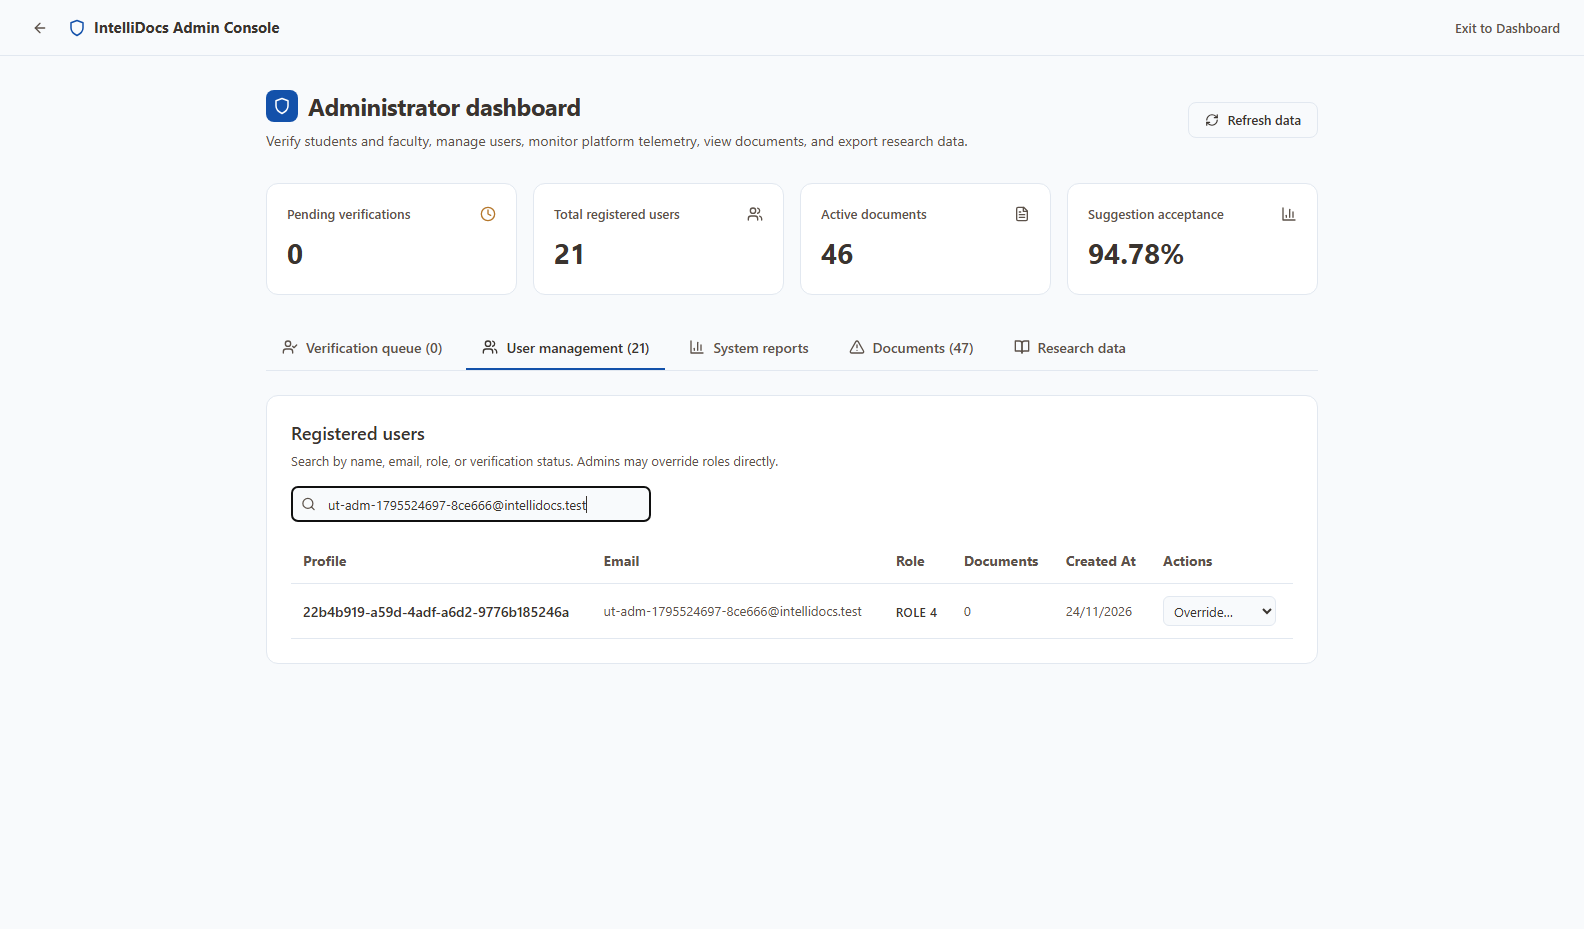 IntelliDocs Admin Console
Exit to Dashboard
Administrator dashboard
Verify students and faculty, manage users, monitor platform telemetry, view documents, and export research data.
Refresh data
Pending verifications
0
Total registered users
21
Active documents
46
Suggestion acceptance
94.78%
Verification queue (0)
User management (21)
System reports
Documents (47)
Research data
Registered users
Search by name, email, role, or verification status. Admins may override roles directly.
ut-adm-1795524697-8ce666@intellidocs.test
Profile Email Role Documents Created At Actions
22b4b919-a59d-4adf-a6d2-9776b185246a ut-adm-1795524697-8ce666@intellidocs.test ROLE 4 0 24/11/2026 Override...